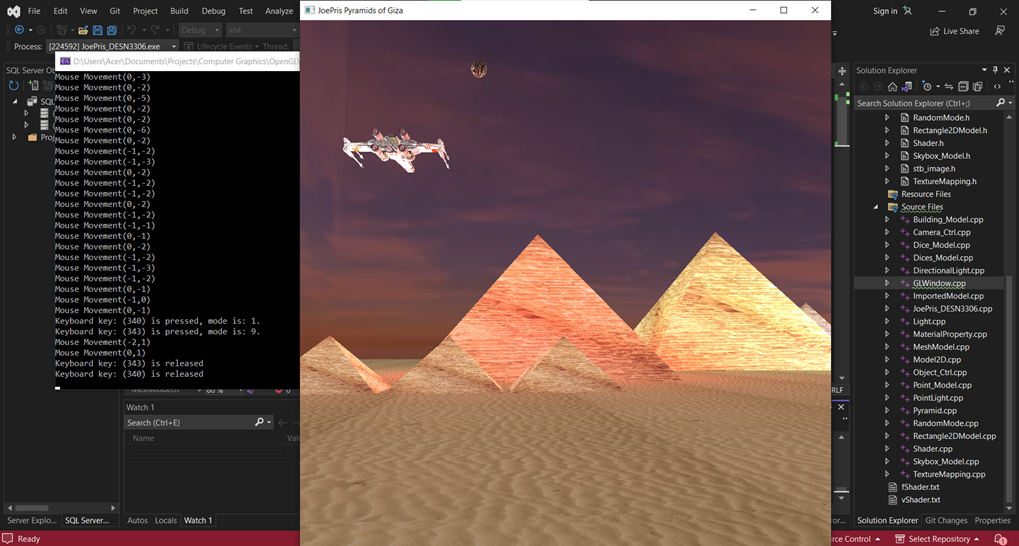 File Edit View Git Project Build Debug Test Analyze
JoePris Pyramids of Giza
Sign in
Debug x64
Live Share
Process: [224592] JoePris_DESN3306.exe Lifecycle Events Thread:
D:\Users\Acer\Documents\Projects\Computer Graphics\OpenGL\
SQL Server Ob
SQL
Proj
Mouse Movement(0,-3)
Mouse Movement(0,-2)
Mouse Movement(0,-5)
Mouse Movement(0,-2)
Mouse Movement(0,-2)
Mouse Movement(0,-6)
Mouse Movement(0,-2)
Mouse Movement(-1,-2)
Mouse Movement(-1,-3)
Mouse Movement(0,-2)
Mouse Movement(-1,-2)
Mouse Movement(-1,-2)
Mouse Movement(0,-2)
Mouse Movement(-1,-2)
Mouse Movement(-1,-1)
Mouse Movement(0,-1)
Mouse Movement(0,-2)
Mouse Movement(-1,-2)
Mouse Movement(-1,-3)
Mouse Movement(-1,-2)
Mouse Movement(0,-1)
Mouse Movement(-1,0)
Mouse Movement(0,-1)
Keyboard key: (340) is pressed, mode is: 1.
Keyboard key: (343) is pressed, mode is: 9.
Mouse Movement(-2,1)
Mouse Movement(0,1)
Keyboard key: (343) is released
Keyboard key: (340) is released
80 %
0
Watch 1
Search (Ctrl+E)
Name Valu
Server Explo... SQL Server...
Autos Locals Watch 1
Ready
Solution Explorer
Search Solution Explorer (Ctrl+;)
RandomMode.h
Rectangle2DModel.h
Shader.h
Skybox_Model.h
stb_image.h
TextureMapping.h
Resource Files
Source Files
Building_Model.cpp
Camera_Ctrl.cpp
Dice_Model.cpp
Dices_Model.cpp
DirectionalLight.cpp
GLWindow.cpp
ImportedModel.cpp
JoePris_DESN3306.cpp
Light.cpp
MaterialProperty.cpp
MeshModel.cpp
Model2D.cpp
Object_Ctrl.cpp
Point_Model.cpp
PointLight.cpp
Pyramid.cpp
RandomMode.cpp
Rectangle2DModel.cpp
Shader.cpp
Skybox_Model.cpp
TextureMapping.cpp
fShader.txt
vShader.txt
RLF
ror...
Solution Explorer Git Changes Properties
rce Control Select Repository 1